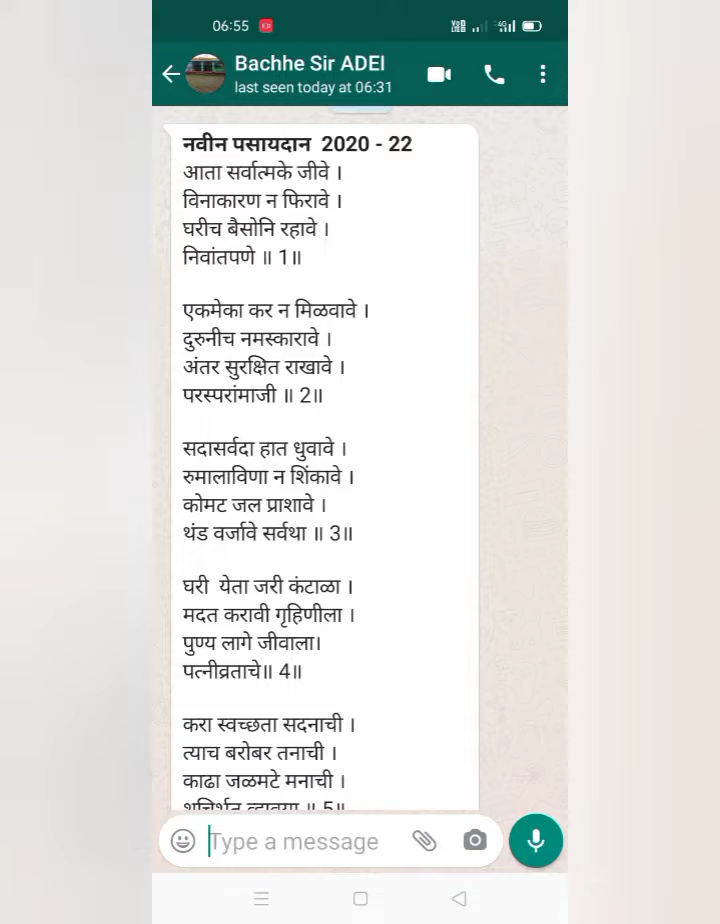 06:55
Bachhe Sir ADEI
last seen today at 06:31
नवीन पसायदान 2020 - 22
आता सर्वात्मके जीवे ।
विनाकारण न फिरावे ।
घरीच बैसोनि रहावे ।
निवांतपणे ॥ 1॥
एकमेका कर न मिळवावे ।
दुरुनीच नमस्कारावे ।
अंतर सुरक्षित राखावे ।
परस्परांमाजी ॥ 2॥
सदासर्वदा हात धुवावे ।
रुमालाविणा न शिंकावे ।
कोमट जल प्राशावे ।
थंड वर्जावे सर्वथा ॥ 3॥
घरी येता जरी कंटाळा ।
मदत करावी गृहिणीला ।
पुण्य लागे जीवाला।
पत्नीव्रताचे॥ 4॥
करा स्वच्छता सदनाची ।
त्याच बरोबर तनाची ।
काढा जळमटे मनाची ।
॥ 5॥
Type a message